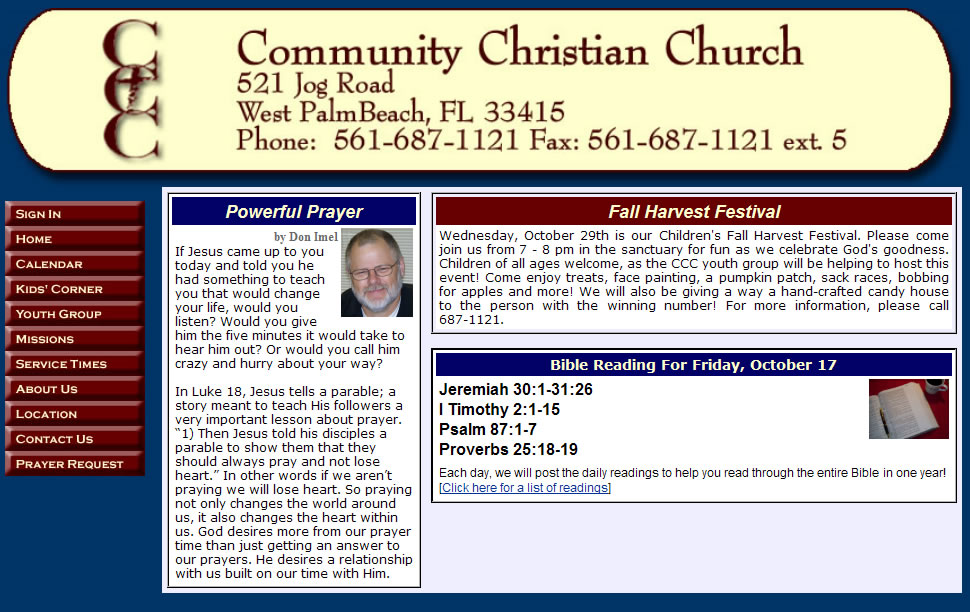 CCC
Community Christian Church
521 Jog Road
West PalmBeach, FL 33415
Phone: 561-687-1121 Fax: 561-687-1121 ext. 5
Sign In
Home
Calendar
Kids' Corner
Youth Group
Missions
Service Times
About Us
Location
Contact Us
Prayer Request
Powerful Prayer
by Don Imel
If Jesus came up to you
today and told you he
had something to teach
you that would change
your life, would you
listen? Would you give
him the five minutes it would take to
hear him out? Or would you call him
crazy and hurry about your way?
In Luke 18, Jesus tells a parable; a
story meant to teach His followers a
very important lesson about prayer.
“1) Then Jesus told his disciples a
parable to show them that they
should always pray and not lose
heart.” In other words if we aren’t
praying we will lose heart. So praying
not only changes the world around
us, it also changes the heart within
us. God desires more from our prayer
time than just getting an answer to
our prayers. He desires a relationship
with us built on our time with Him.
Fall Harvest Festival
Wednesday, October 29th is our Children's Fall Harvest Festival. Please come
join us from 7 - 8 pm in the sanctuary for fun as we celebrate God's goodness.
Children of all ages welcome, as the CCC youth group will be helping to host this
event! Come enjoy treats, face painting, a pumpkin patch, sack races, bobbing
for apples and more! We will also be giving a way a hand-crafted candy house
to the person with the winning number! For more information, please call
687-1121.
Bible Reading For Friday, October 17
Jeremiah 30:1-31:26
I Timothy 2:1-15
Psalm 87:1-7
Proverbs 25:18-19
Each day, we will post the daily readings to help you read through the entire Bible in one year!
[Click here for a list of readings]